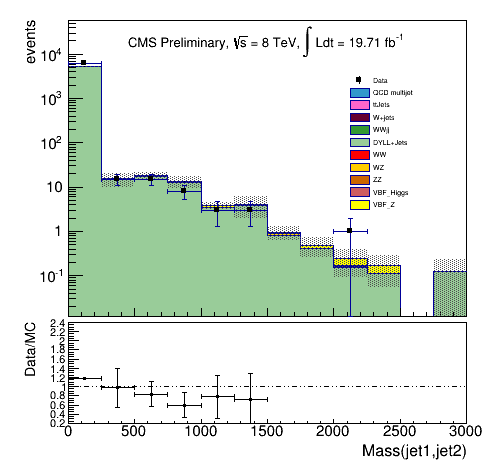 events
CMS Preliminary, √s = 8 TeV, ∫ Ldt = 19.71 fb⁻¹
Data
QCD multijet
ttJets
W+jets
WWjj
DYLL+Jets
WW
WZ
ZZ
VBF_Higgs
VBF_Z
10⁴
10³
10²
10
1
10⁻¹
Data/MC
2.4
2.2
2
1.8
1.6
1.4
1.2
1
0.8
0.6
0.4
0.2
0 500 1000 1500 2000 2500 3000
Mass(jet1,jet2)